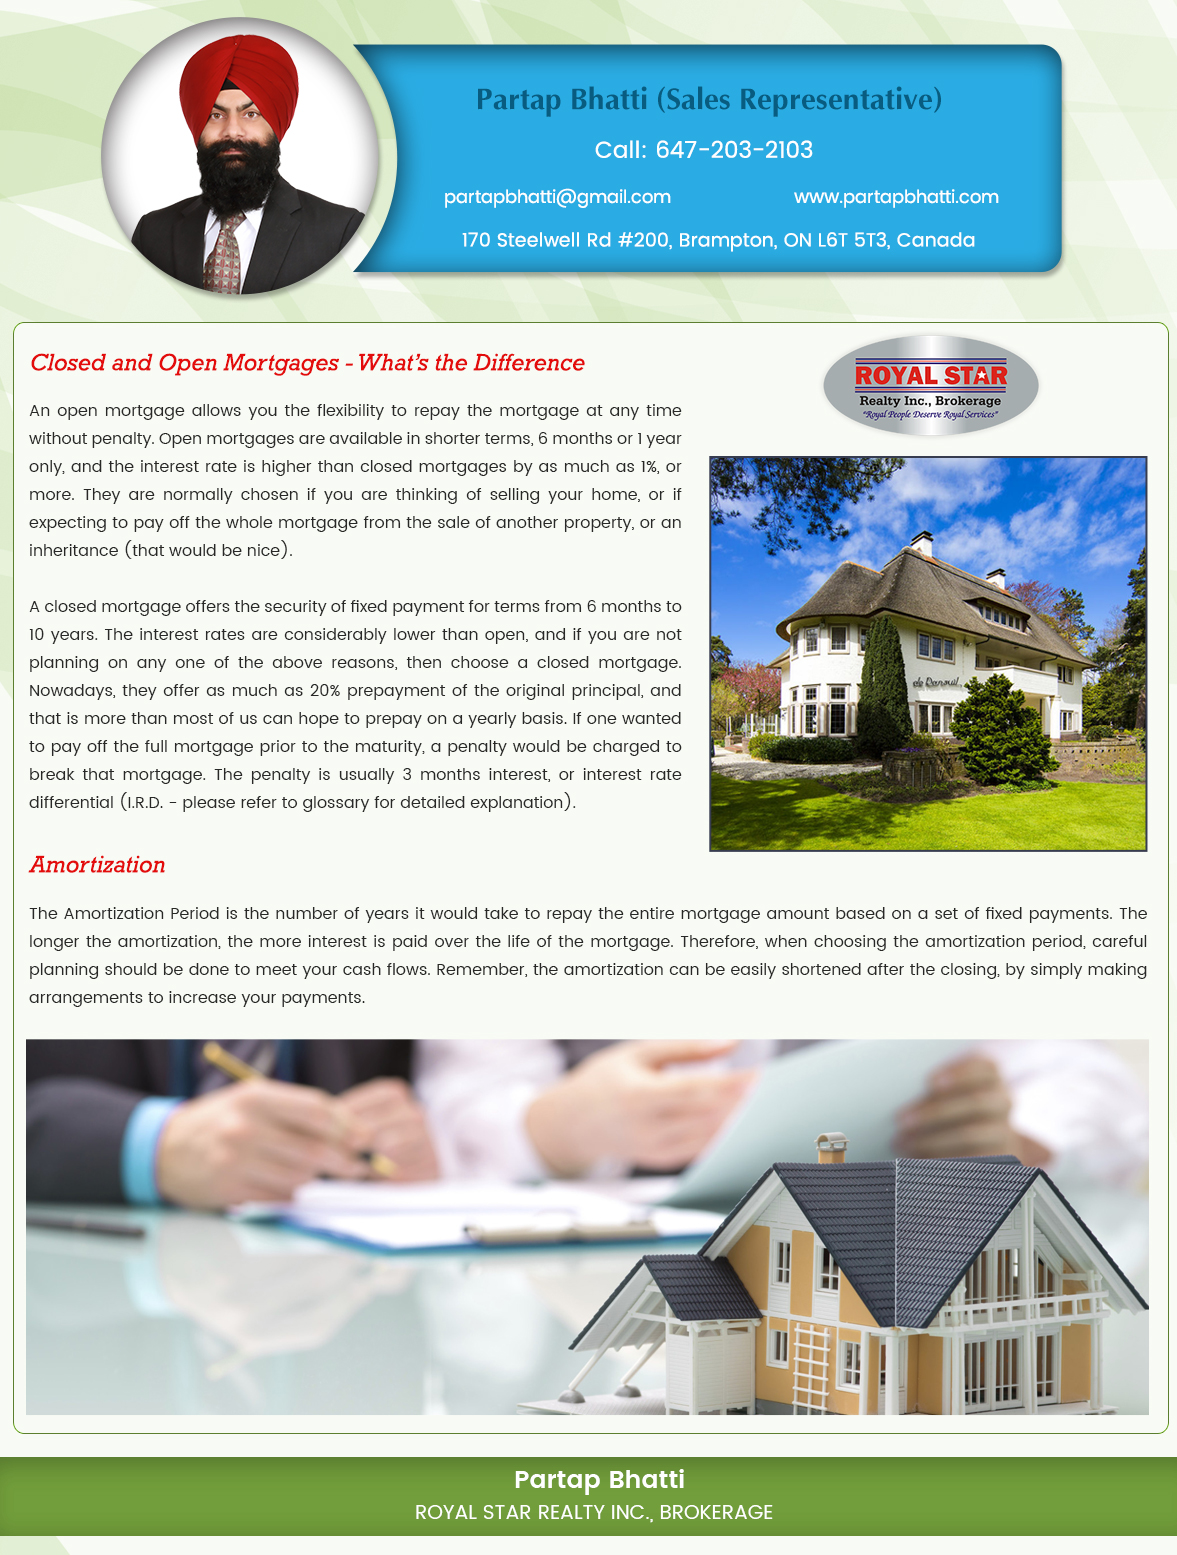 Partap Bhatti (Sales Representative)
Call: 647-203-2103
partapbhatti@gmail.com
www.partapbhatti.com
170 Steelwell Rd #200, Brampton, ON L6T 5T3, Canada
Closed and Open Mortgages - What's the Difference
An open mortgage allows you the flexibility to repay the mortgage at any time
without penalty. Open mortgages are available in shorter terms, 6 months or 1 year
only, and the interest rate is higher than closed mortgages by as much as 1%, or
more. They are normally chosen if you are thinking of selling your home, or if
expecting to pay off the whole mortgage from the sale of another property, or an
inheritance (that would be nice).
A closed mortgage offers the security of fixed payment for terms from 6 months to
10 years. The interest rates are considerably lower than open, and if you are not
planning on any one of the above reasons, then choose a closed mortgage.
Nowadays, they offer as much as 20% prepayment of the original principal, and
that is more than most of us can hope to prepay on a yearly basis. If one wanted
to pay off the full mortgage prior to the maturity, a penalty would be charged to
break that mortgage. The penalty is usually 3 months interest, or interest rate
differential (I.R.D. - please refer to glossary for detailed explanation).
ROYAL STAR
Realty Inc., Brokerage
"Royal People Deserve Royal Services"
Amortization
The Amortization Period is the number of years it would take to repay the entire mortgage amount based on a set of fixed payments. The
longer the amortization, the more interest is paid over the life of the mortgage. Therefore, when choosing the amortization period, careful
planning should be done to meet your cash flows. Remember, the amortization can be easily shortened after the closing, by simply making
arrangements to increase your payments.
Partap Bhatti
ROYAL STAR REALTY INC., BROKERAGE